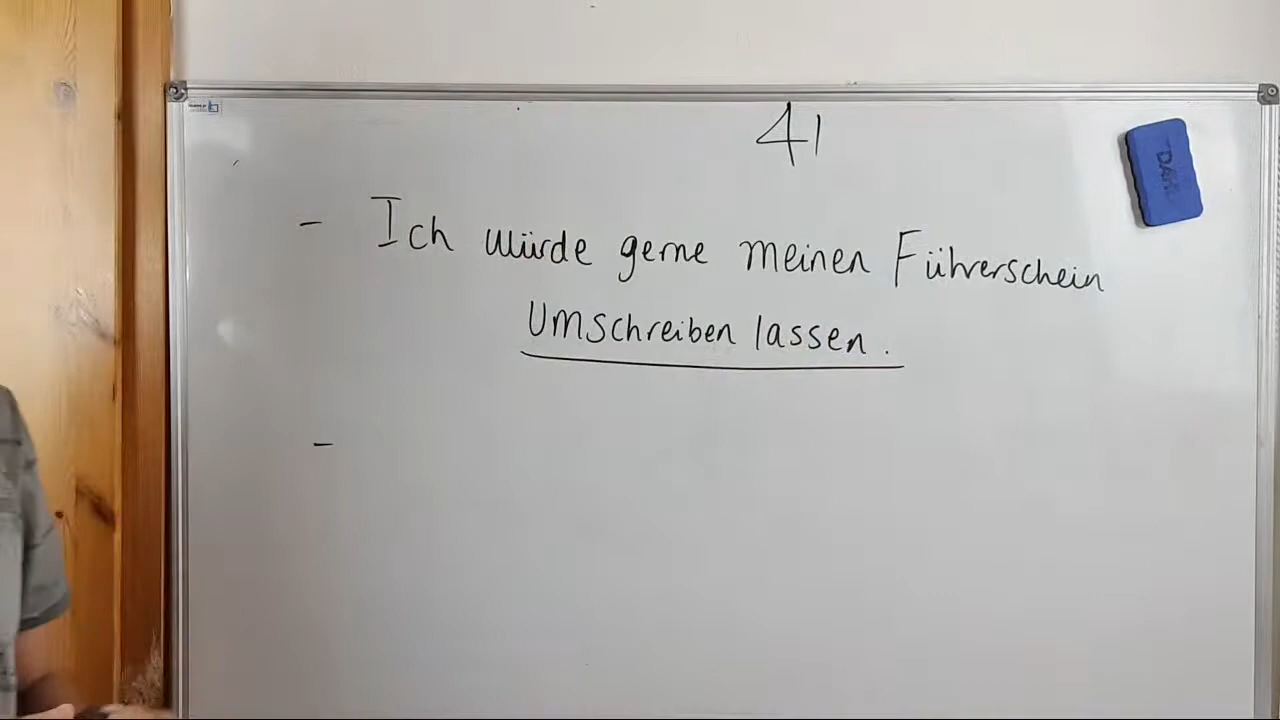 41
- Ich würde gerne meinen Führerschein
Umschreiben lassen.
-